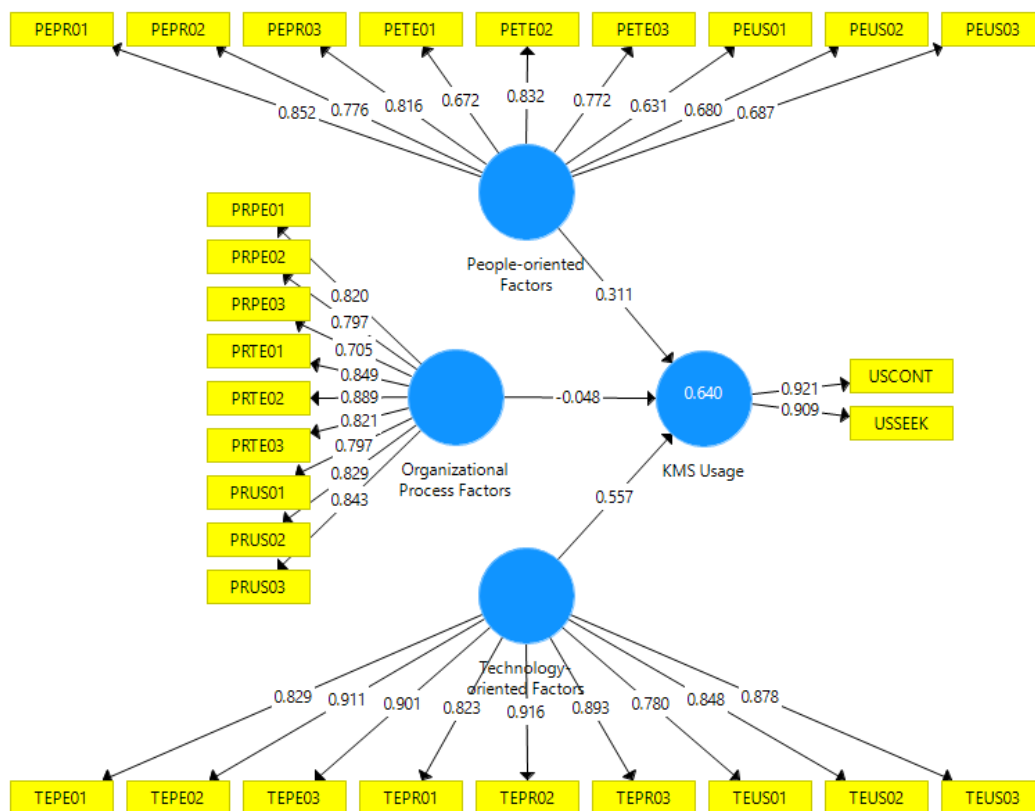 PEPR01 PEPR02 PEPR03 PETE01 PETE02 PETE03 PEUS01 PEUS02 PEUS03
0.852 0.776 0.816 0.672 0.832 0.772 0.631 0.680 0.687
People-oriented
Factors
0.311
PRPE01
PRPE02
PRPE03
PRTE01
PRTE02
PRTE03
PRUS01
PRUS02
PRUS03
0.820
0.797
0.705
0.849
0.889
0.821
0.797
0.829
0.843
Organizational
Process Factors
-0.048
0.640
KMS Usage
0.921
0.909
USCONT
USSEEK
0.557
Technology-
oriented Factors
0.829 0.911 0.901 0.823 0.916 0.893 0.780 0.848 0.878
TEPE01 TEPE02 TEPE03 TEPR01 TEPR02 TEPR03 TEUS01 TEUS02 TEUS03